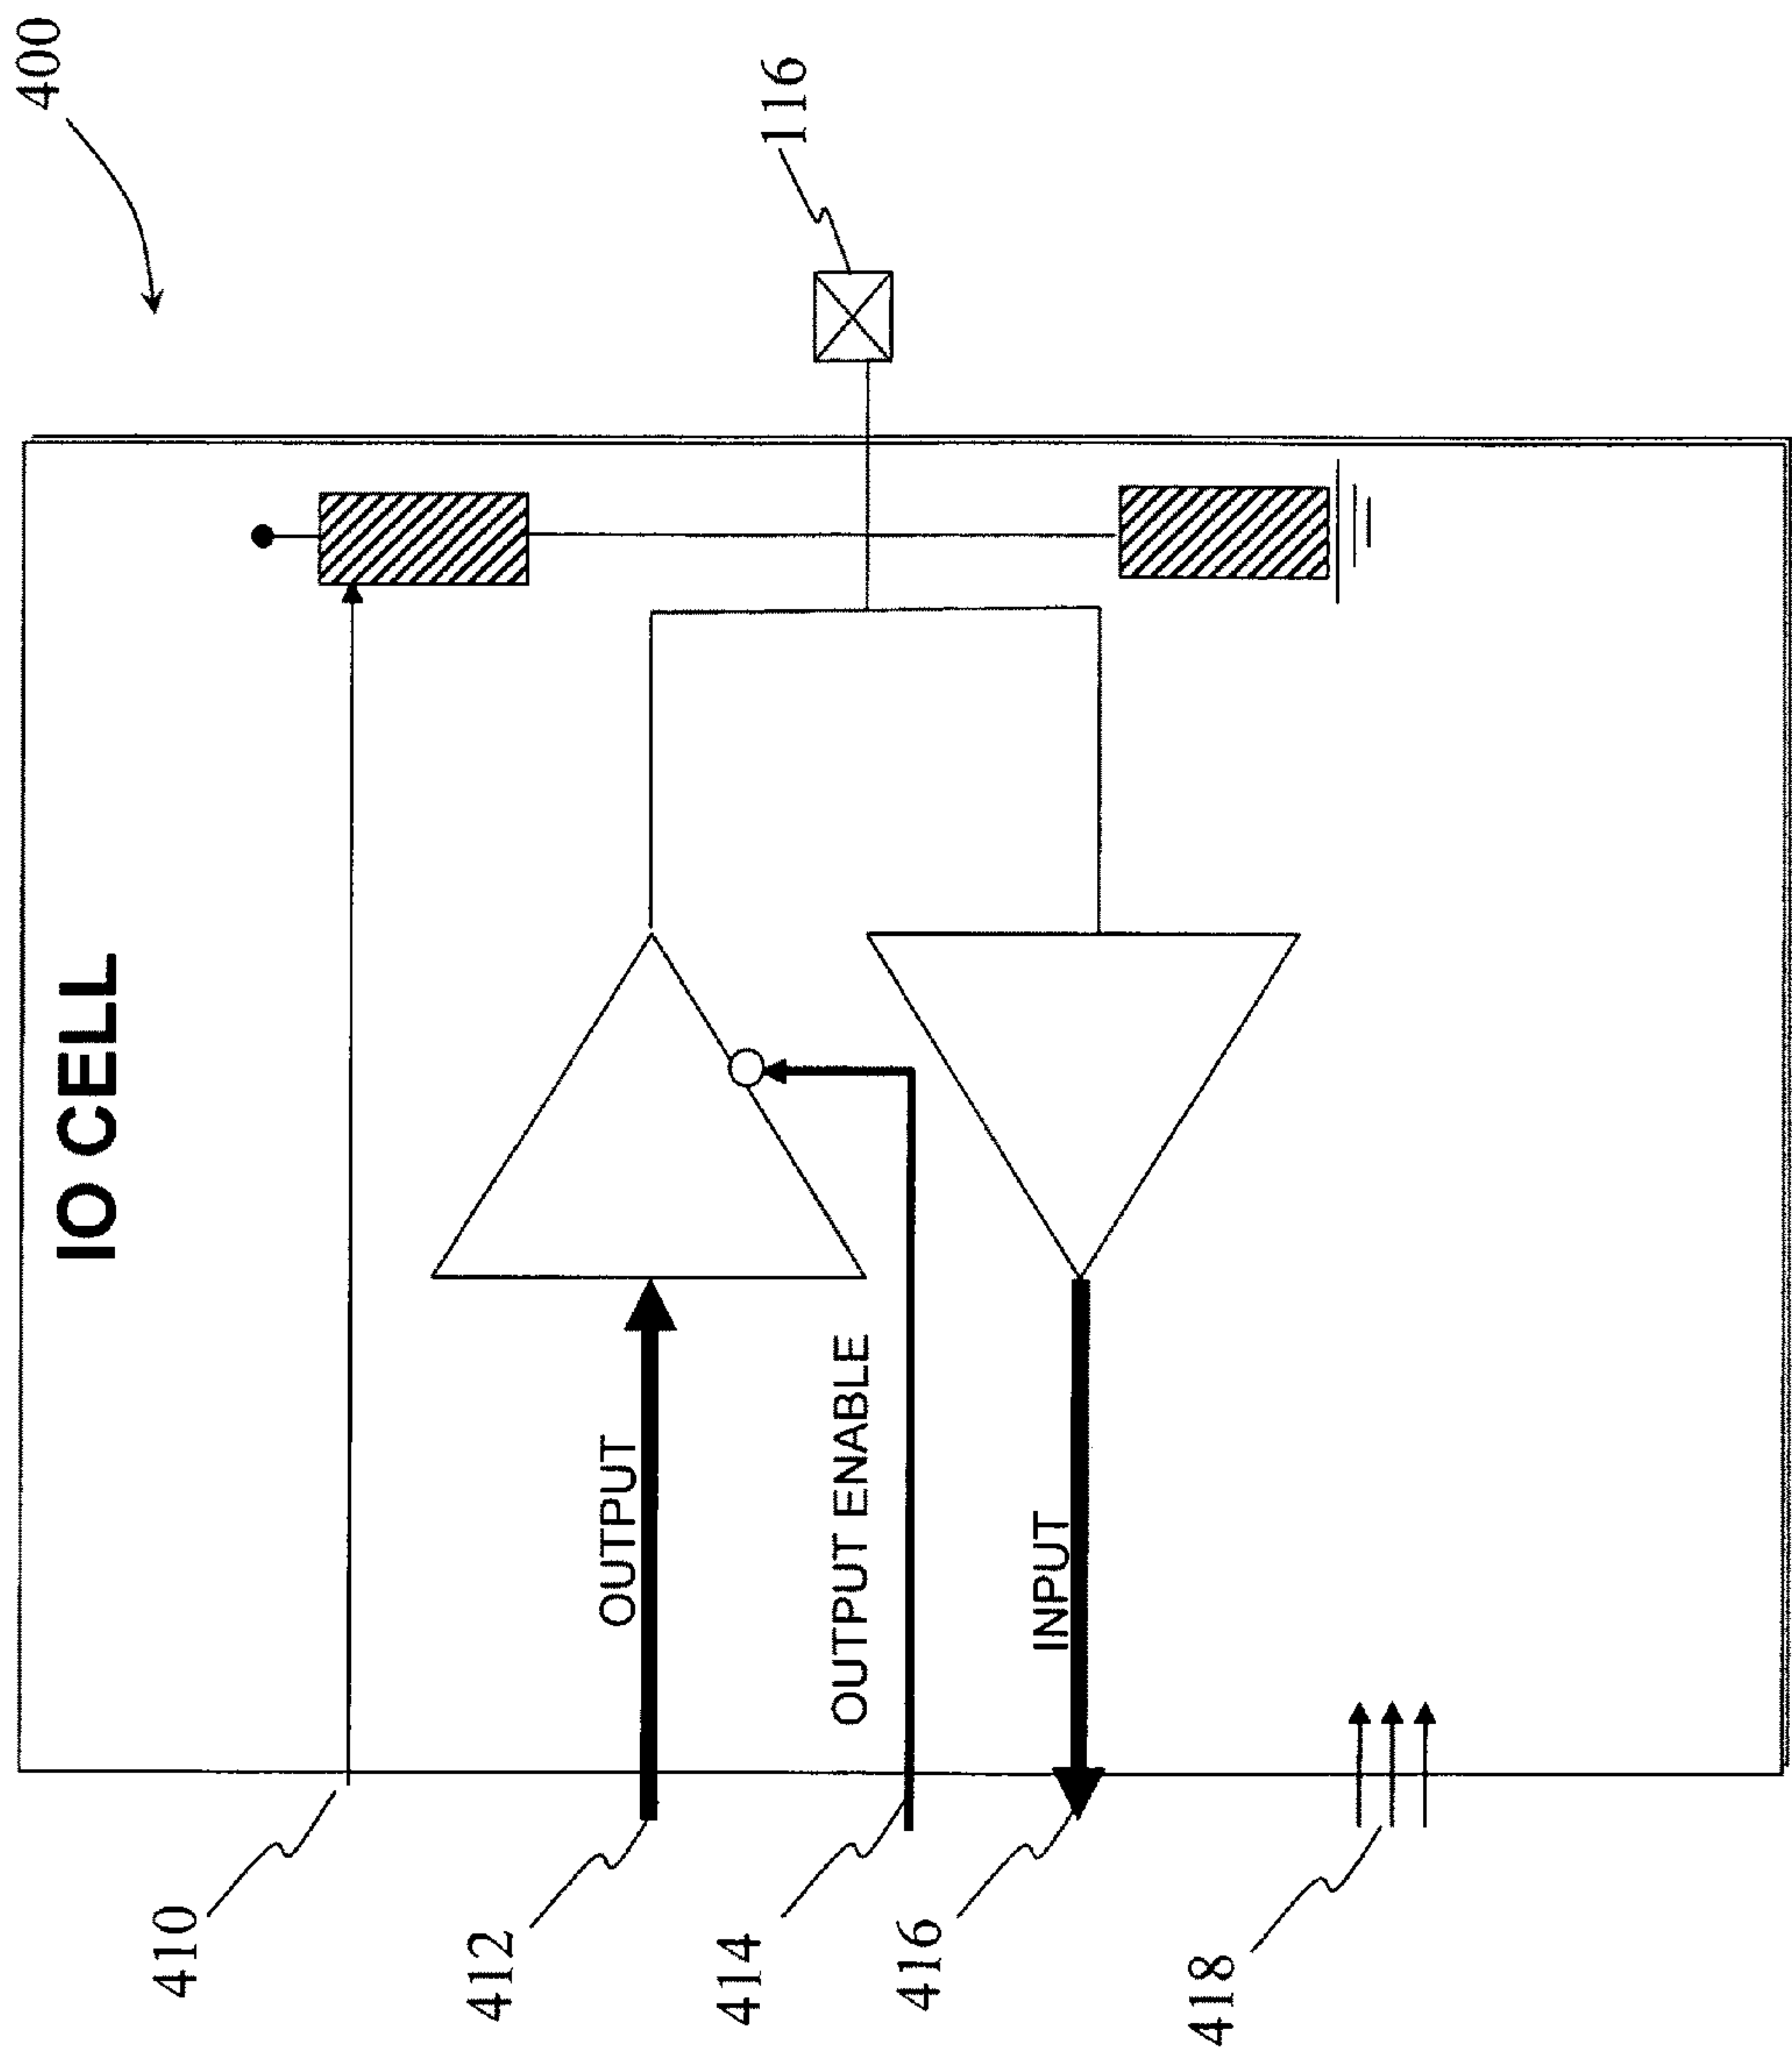 400
116
IO CELL
OUTPUT
OUTPUT ENABLE
INPUT
410
412
414
416
418